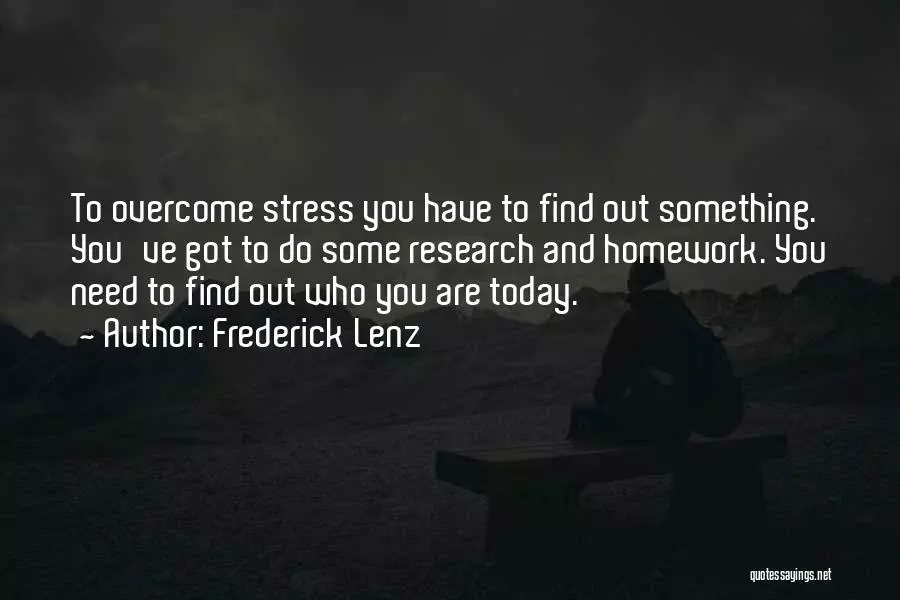 To overcome stress you have to find out something.
You've got to do some research and homework. You
need to find out who you are today.
~ Author: Frederick Lenz
quotessayings.net